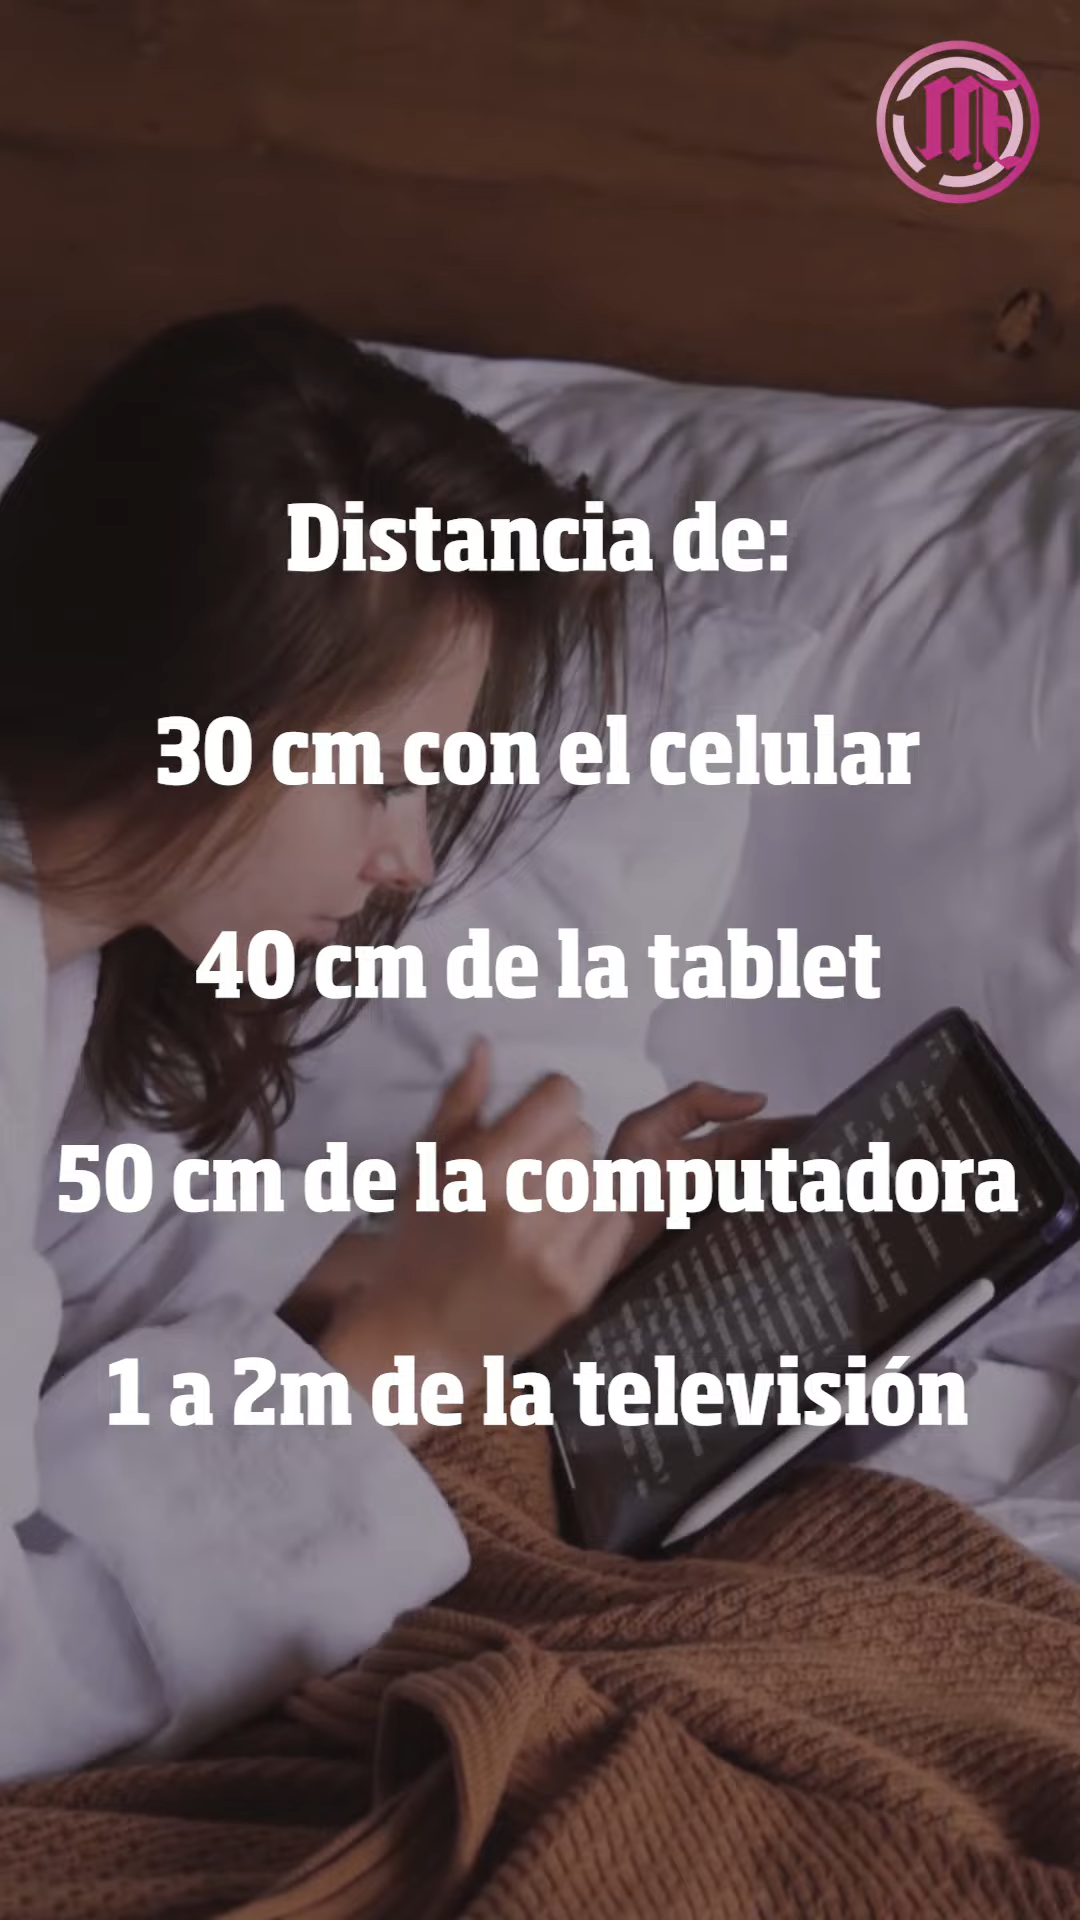 Distancia de:
30 cm con el celular
40 cm de la tablet
50 cm de la computadora
1 a 2m de la televisión